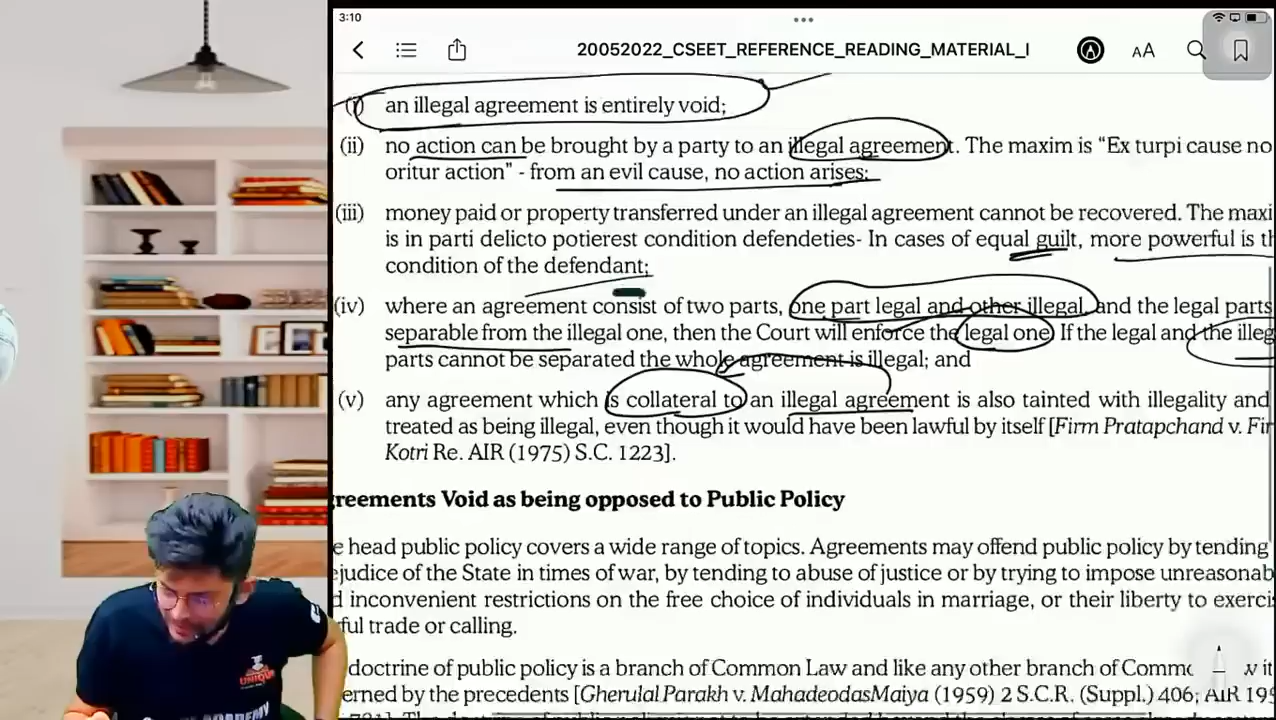 3:10
20052022_CSEET_REFERENCE_READING_MATERIAL_I
AA
(i) an illegal agreement is entirely void;
(ii) no action can be brought by a party to an illegal agreement. The maxim is “Ex turpi cause no
oritur action” - from an evil cause, no action arises;
(iii) money paid or property transferred under an illegal agreement cannot be recovered. The maxi
is in parti delicto potierest condition defendeties- In cases of equal guilt, more powerful is th
condition of the defendant;
(iv) where an agreement consist of two parts, one part legal and other illegal, and the legal parts
separable from the illegal one, then the Court will enforce the legal one. If the legal and the illeg
parts cannot be separated the whole agreement is illegal; and
(v) any agreement which is collateral to an illegal agreement is also tainted with illegality and
treated as being illegal, even though it would have been lawful by itself [Firm Pratapchand v. Fir
Kotri Re. AIR (1975) S.C. 1223].
greements Void as being opposed to Public Policy
e head public policy covers a wide range of topics. Agreements may offend public policy by tending
ejudice of the State in times of war, by tending to abuse of justice or by trying to impose unreasonab
d inconvenient restrictions on the free choice of individuals in marriage, or their liberty to exerci
ful trade or calling.
doctrine of public policy is a branch of Common Law and like any other branch of Comm it
erned by the precedents [Gherulal Parakh v. MahadeodasMaiya (1959) 2 S.C.R. (Suppl.) 406; AIR 195
UNIQUE
ACADEMY